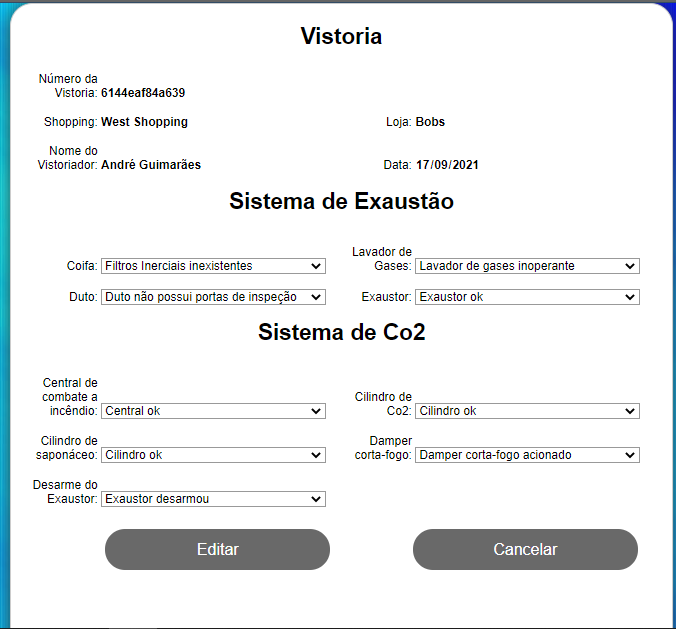 Vistoria
Número da
Vistoria: 6144eaf84a639
Shopping: West Shopping
Loja: Bobs
Nome do
Vistoriador: André Guimarães
Data: 17/09/2021
Sistema de Exaustão
Coifa: Filtros Inerciais inexistentes
Lavador de
Gases: Lavador de gases inoperante
Duto: Duto não possui portas de inspeção
Exaustor: Exaustor ok
Sistema de Co2
Central de
combate a
incêndio: Central ok
Cilindro de
Co2: Cilindro ok
Cilindro de
saponáceo: Cilindro ok
Damper
corta-fogo: Damper corta-fogo acionado
Desarme do
Exaustor: Exaustor desarmou
Editar
Cancelar